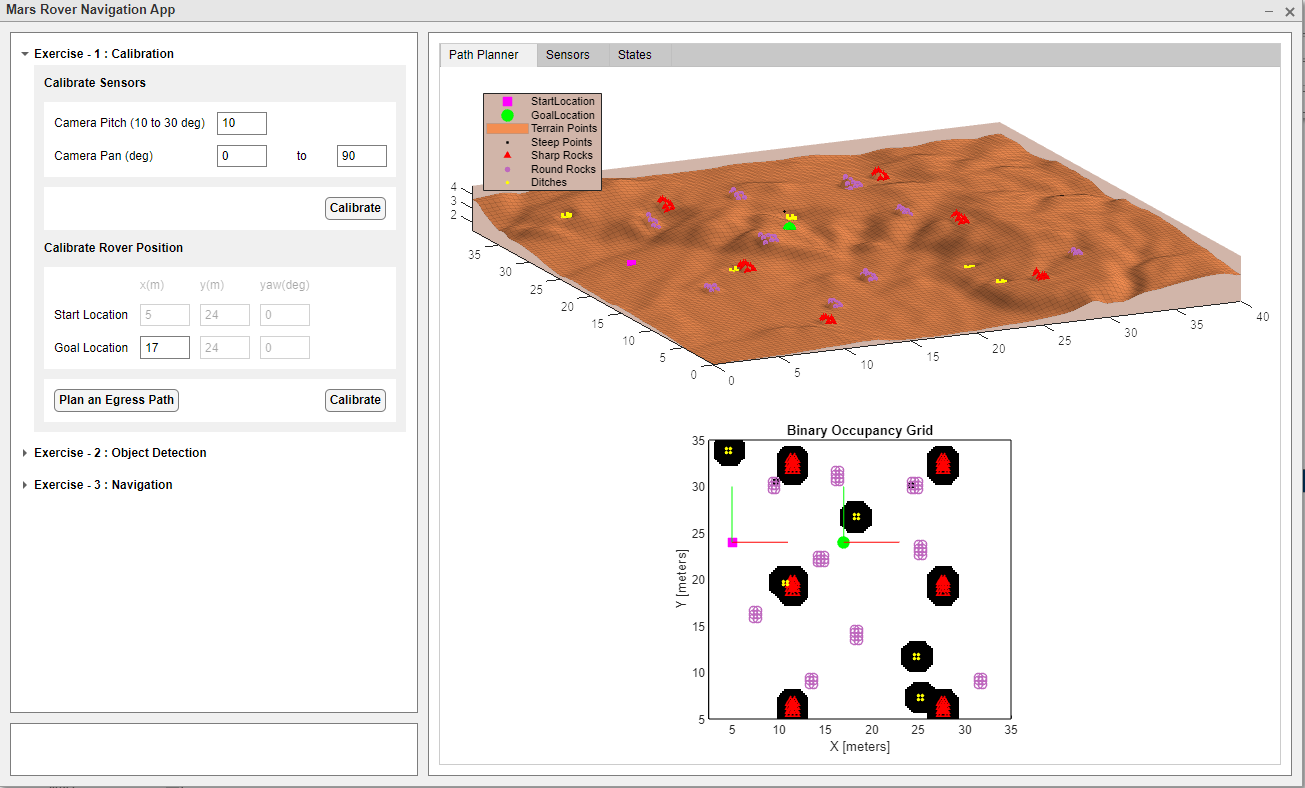 Mars Rover Navigation App
Exercise - 1 : Calibration
Calibrate Sensors
Camera Pitch (10 to 30 deg) 10
Camera Pan (deg) 0 to 90
Calibrate
Calibrate Rover Position
x(m) y(m) yaw(deg)
Start Location 5 24 0
Goal Location 17 24 0
Plan an Egress Path Calibrate
Exercise - 2 : Object Detection
Exercise - 3 : Navigation
Path Planner Sensors States
StartLocation
GoalLocation
Terrain Points
Steep Points
Sharp Rocks
Round Rocks
Ditches
4
3
2
35
30
25
20
15
10
5
0
0 5 10 15 20 25 30 35 40
Binary Occupancy Grid
35
30
25
20
15
10
5
Y [meters]
5 10 15 20 25 30 35
X [meters]